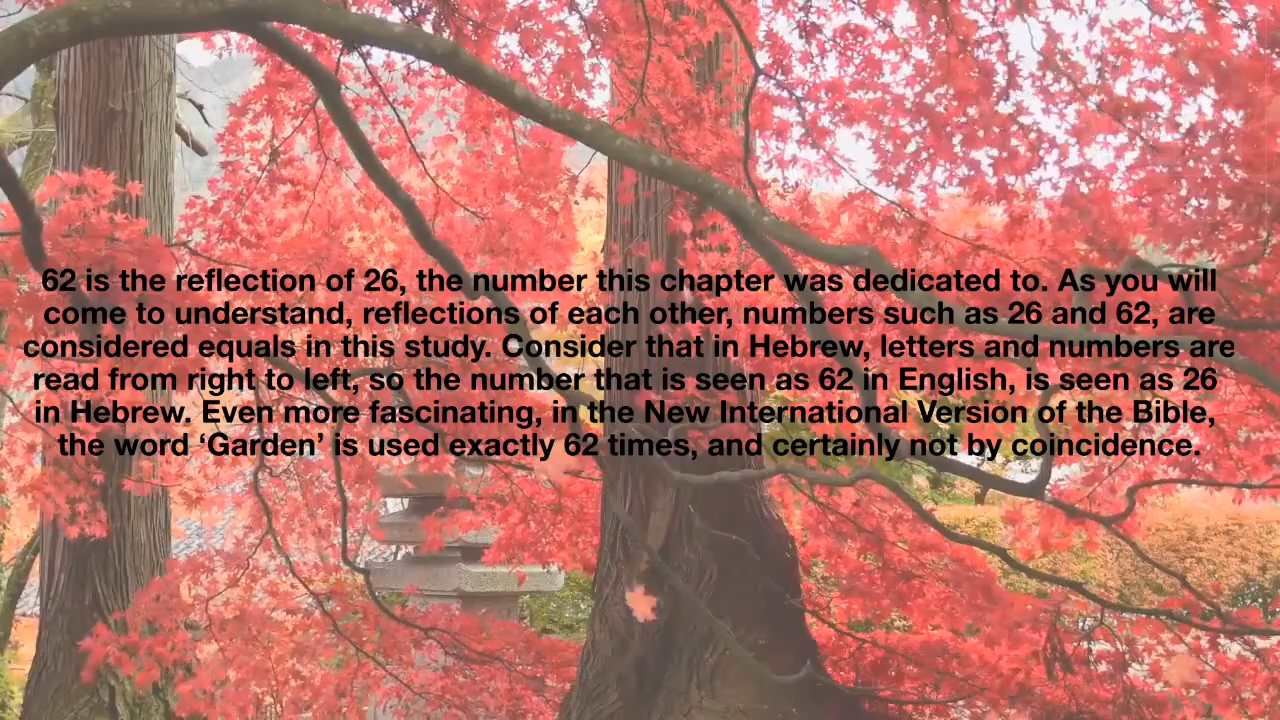 62 is the reflection of 26, the number this chapter was dedicated to. As you will
come to understand, reflections of each other, numbers such as 26 and 62, are
considered equals in this study. Consider that in Hebrew, letters and numbers are
read from right to left, so the number that is seen as 62 in English, is seen as 26
in Hebrew. Even more fascinating, in the New International Version of the Bible,
the word ‘Garden’ is used exactly 62 times, and certainly not by coincidence.